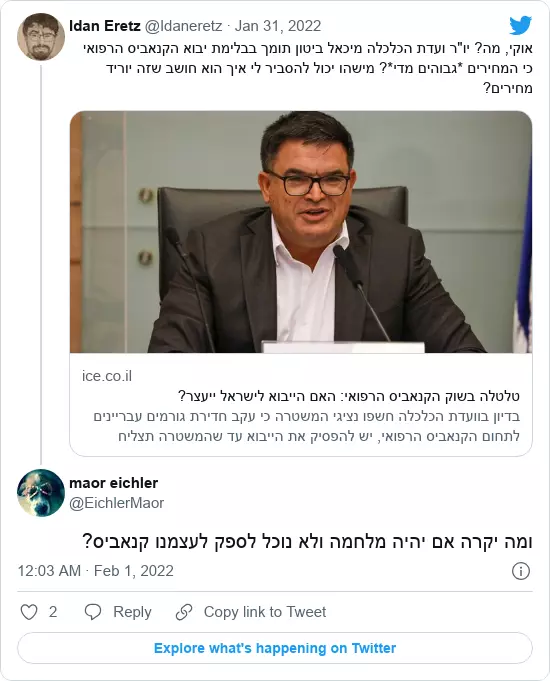 Idan Eretz @Idaneretz · Jan 31, 2022
אוקי, מה? יו"ר ועדת הכלכלה מיכאל ביטון תומך בבלימת יבוא הקנאביס הרפואי
כי המחירים *גבוהים מדי*? מישהו יכול להסביר לי איך הוא חושב שזה יוריד
מחירים?
ice.co.il
טלטלה בשוק הקנאביס הרפואי: האם הייבוא לישראל ייעצר?
בדיון בוועדת הכלכלה חשפו נציגי המשטרה כי עקב חדירת גורמים עבריינים
לתחום הקנאביס הרפואי, יש להפסיק את הייבוא עד שהמשטרה תצליח
maor eichler
@EichlerMaor
ומה יקרה אם יהיה מלחמה ולא נוכל לספק לעצמנו קנאביס?
12:03 AM · Feb 1, 2022
2 Reply Copy link to Tweet
Explore what's happening on Twitter